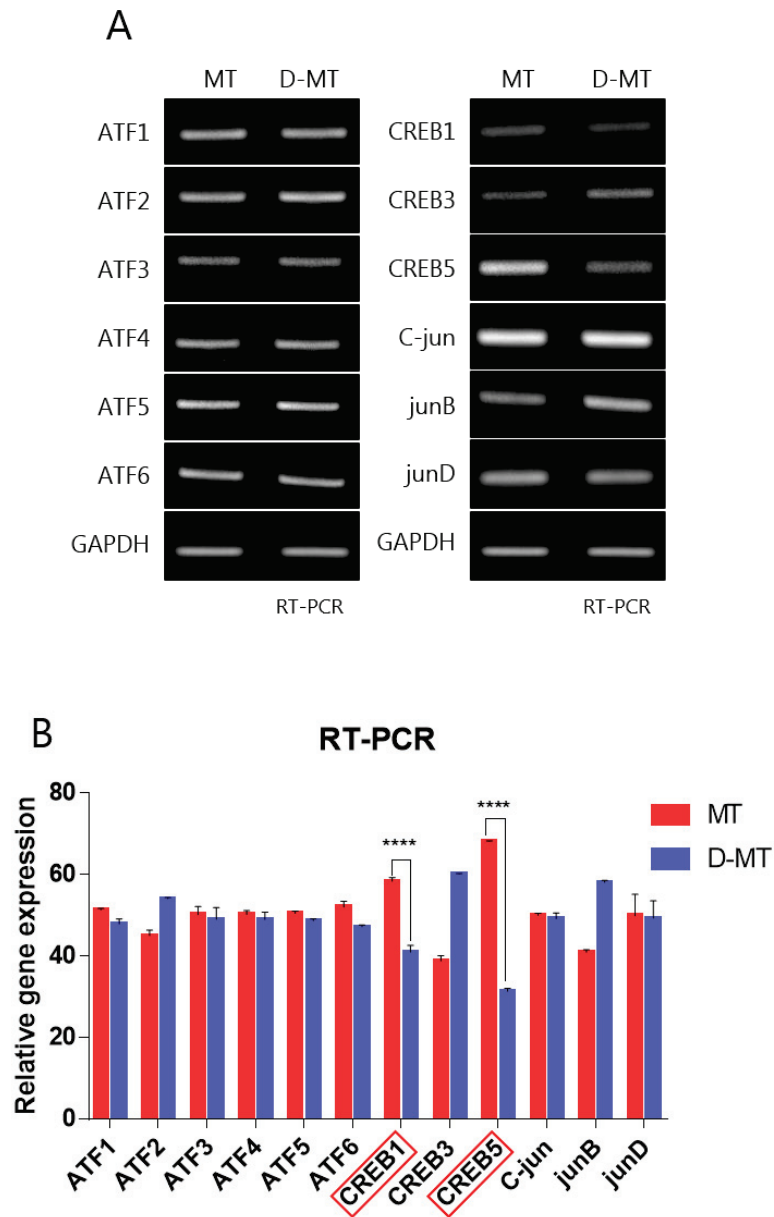 A
MT D-MT MT D-MT
ATF1 CREB1
ATF2 CREB3
ATF3 CREB5
ATF4 C-jun
ATF5 junB
ATF6 junD
GAPDH GAPDH
RT-PCR RT-PCR
B
RT-PCR
Relative gene expression
80
60
40
20
0
**** ****
MT
D-MT
ATF1 ATF2 ATF3 ATF4 ATF5 ATF6 CREB1 CREB3 CREB5 C-jun junB junD